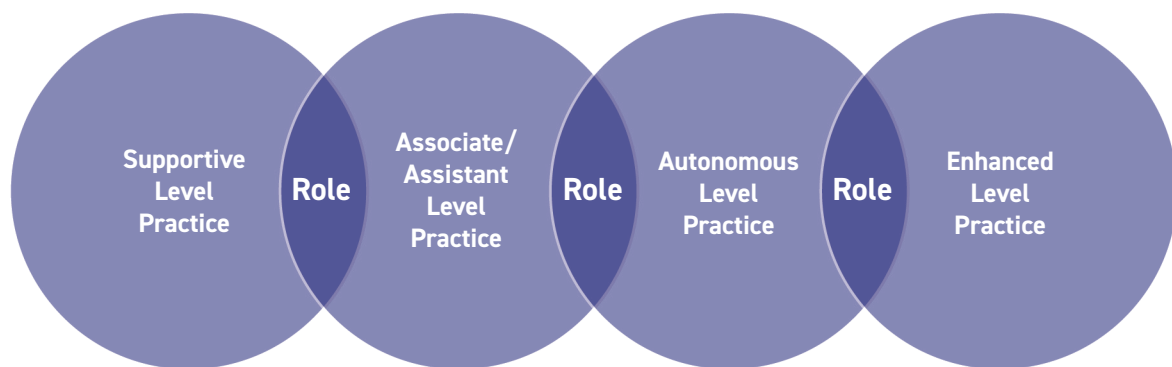 Supportive
Level
Practice
Role
Associate/
Assistant
Level
Practice
Role
Autonomous
Level
Practice
Role
Enhanced
Level
Practice